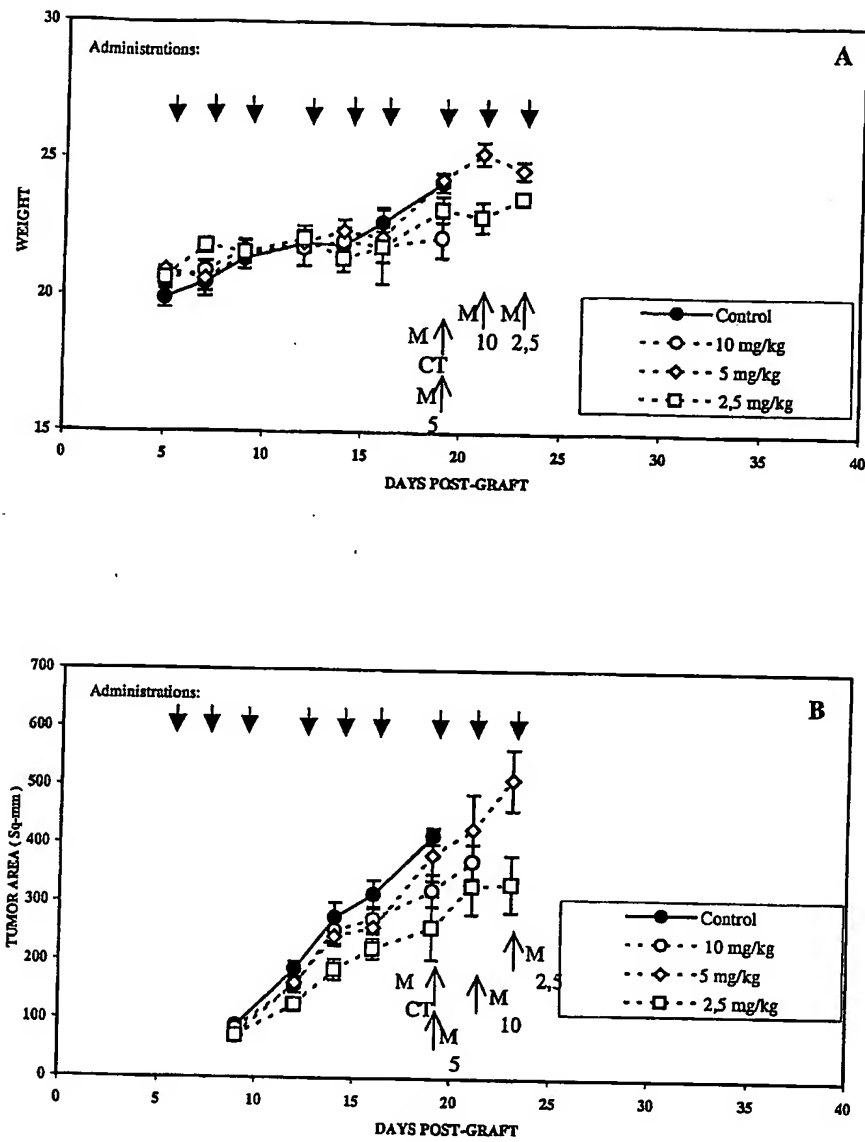 30
Administrations:
A
25
WEIGHT
20
M
M
10
2,5
M
CT
M
5
Control
10 mg/kg
5 mg/kg
2,5 mg/kg
15
0
5
10
15
20
25
30
35
40
DAYS POST-GRAFT
700
Administrations:
B
600
500
TUMOR AREA (Sq-mm)
400
300
200
100
0
Control
10 mg/kg
5 mg/kg
2,5 mg/kg
M
2,5
M
CT
M
10
M
5
0
5
10
15
20
25
30
35
40
DAYS POST-GRAFT